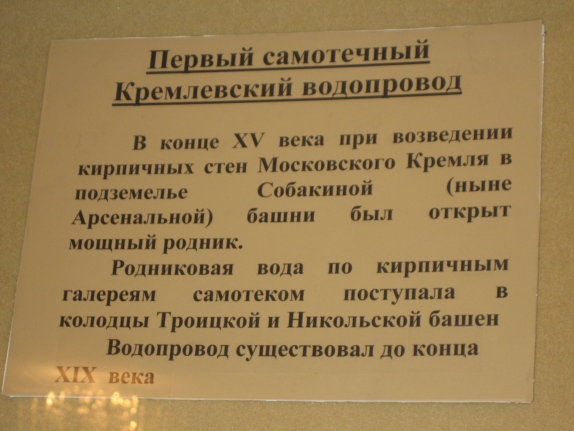 Первый самотечный
Кремлевский водопровод
В конце XV века при возведении
кирпичных стен Московского Кремля в
подземелье Собакиной (ныне
Арсенальной) башни был открыт
мощный родник.
Родниковая вода по кирпичным
галереям самотеком поступала в
колодцы Троицкой и Никольской башен
Водопровод существовал до конца
XIX века